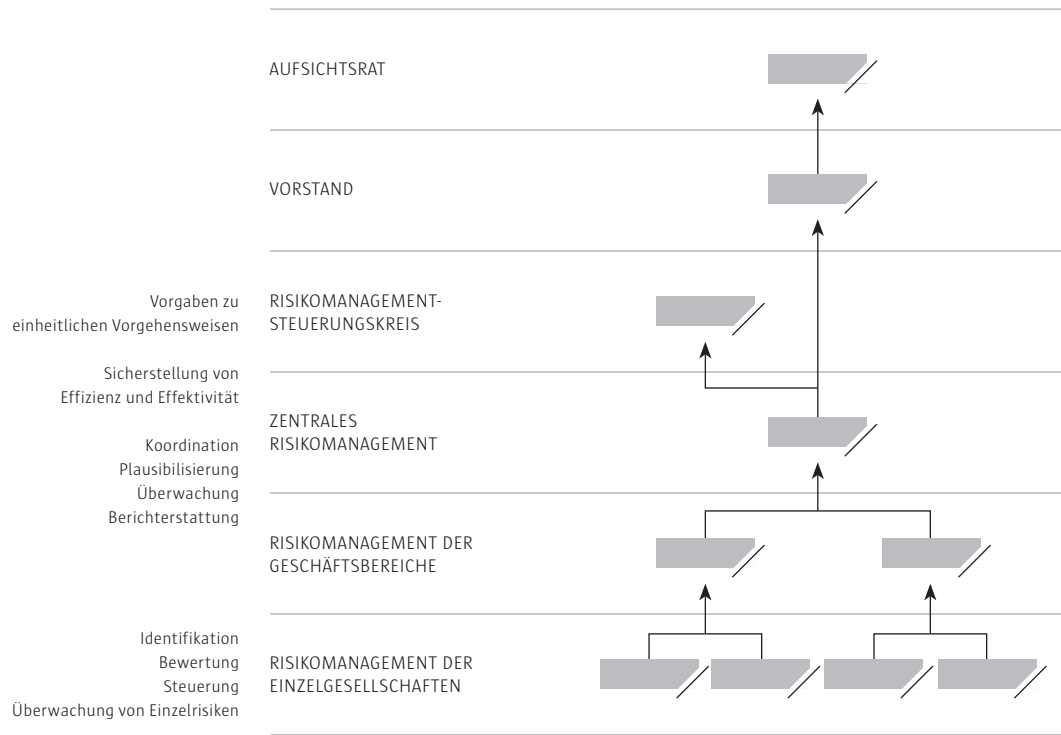 AUFSICHTSRAT
VORSTAND
Vorgaben zu
einheitlichen Vorgehensweisen
RISIKOMANAGEMENT-
STEUERUNGSKREIS
Sicherstellung von
Effizienz und Effektivität
ZENTRALES
RISIKOMANAGEMENT
Koordination
Plausibilisierung
Überwachung
Berichterstattung
RISIKOMANAGEMENT DER
GESCHÄFTSBEREICHE
Identifikation
Bewertung
Steuerung
Überwachung von Einzelrisiken
RISIKOMANAGEMENT DER
EINZELGESELLSCHAFTEN